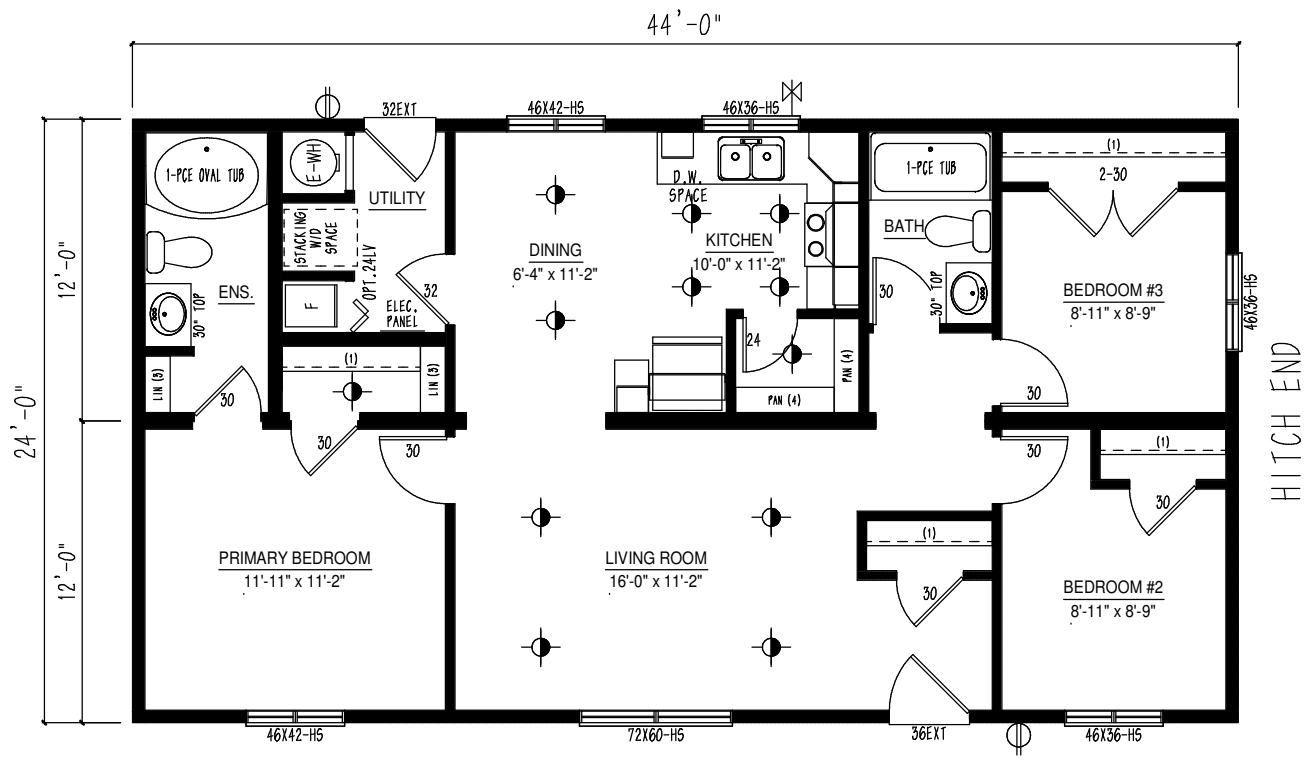 44'-0"
32EXT
46X42-HS
46X36-HS
1-PCE OVAL TUB
E-WH
UTILITY
STACKING
W/D
SPACE
OPT.24LV
F
ELEC.
PANEL
32
ENS.
30" TOP
LIN (3)
30
(1)
LIN (3)
30
30
DINING
6'-4" x 11'-2"
D.W.
SPACE
KITCHEN
10'-0" x 11'-2"
24
PAN (4)
PAN (4)
1-PCE TUB
BATH
30
30" TOP
(1)
2-30
BEDROOM #3
8'-11" x 8'-9"
30
46X36-HS
HITCH END
12'-0"
24'-0"
12'-0"
PRIMARY BEDROOM
11'-11" x 11'-2"
LIVING ROOM
16'-0" x 11'-2"
(1)
30
30
(1)
30
BEDROOM #2
8'-11" x 8'-9"
46X42-HS
72X60-HS
36EXT
46X36-HS